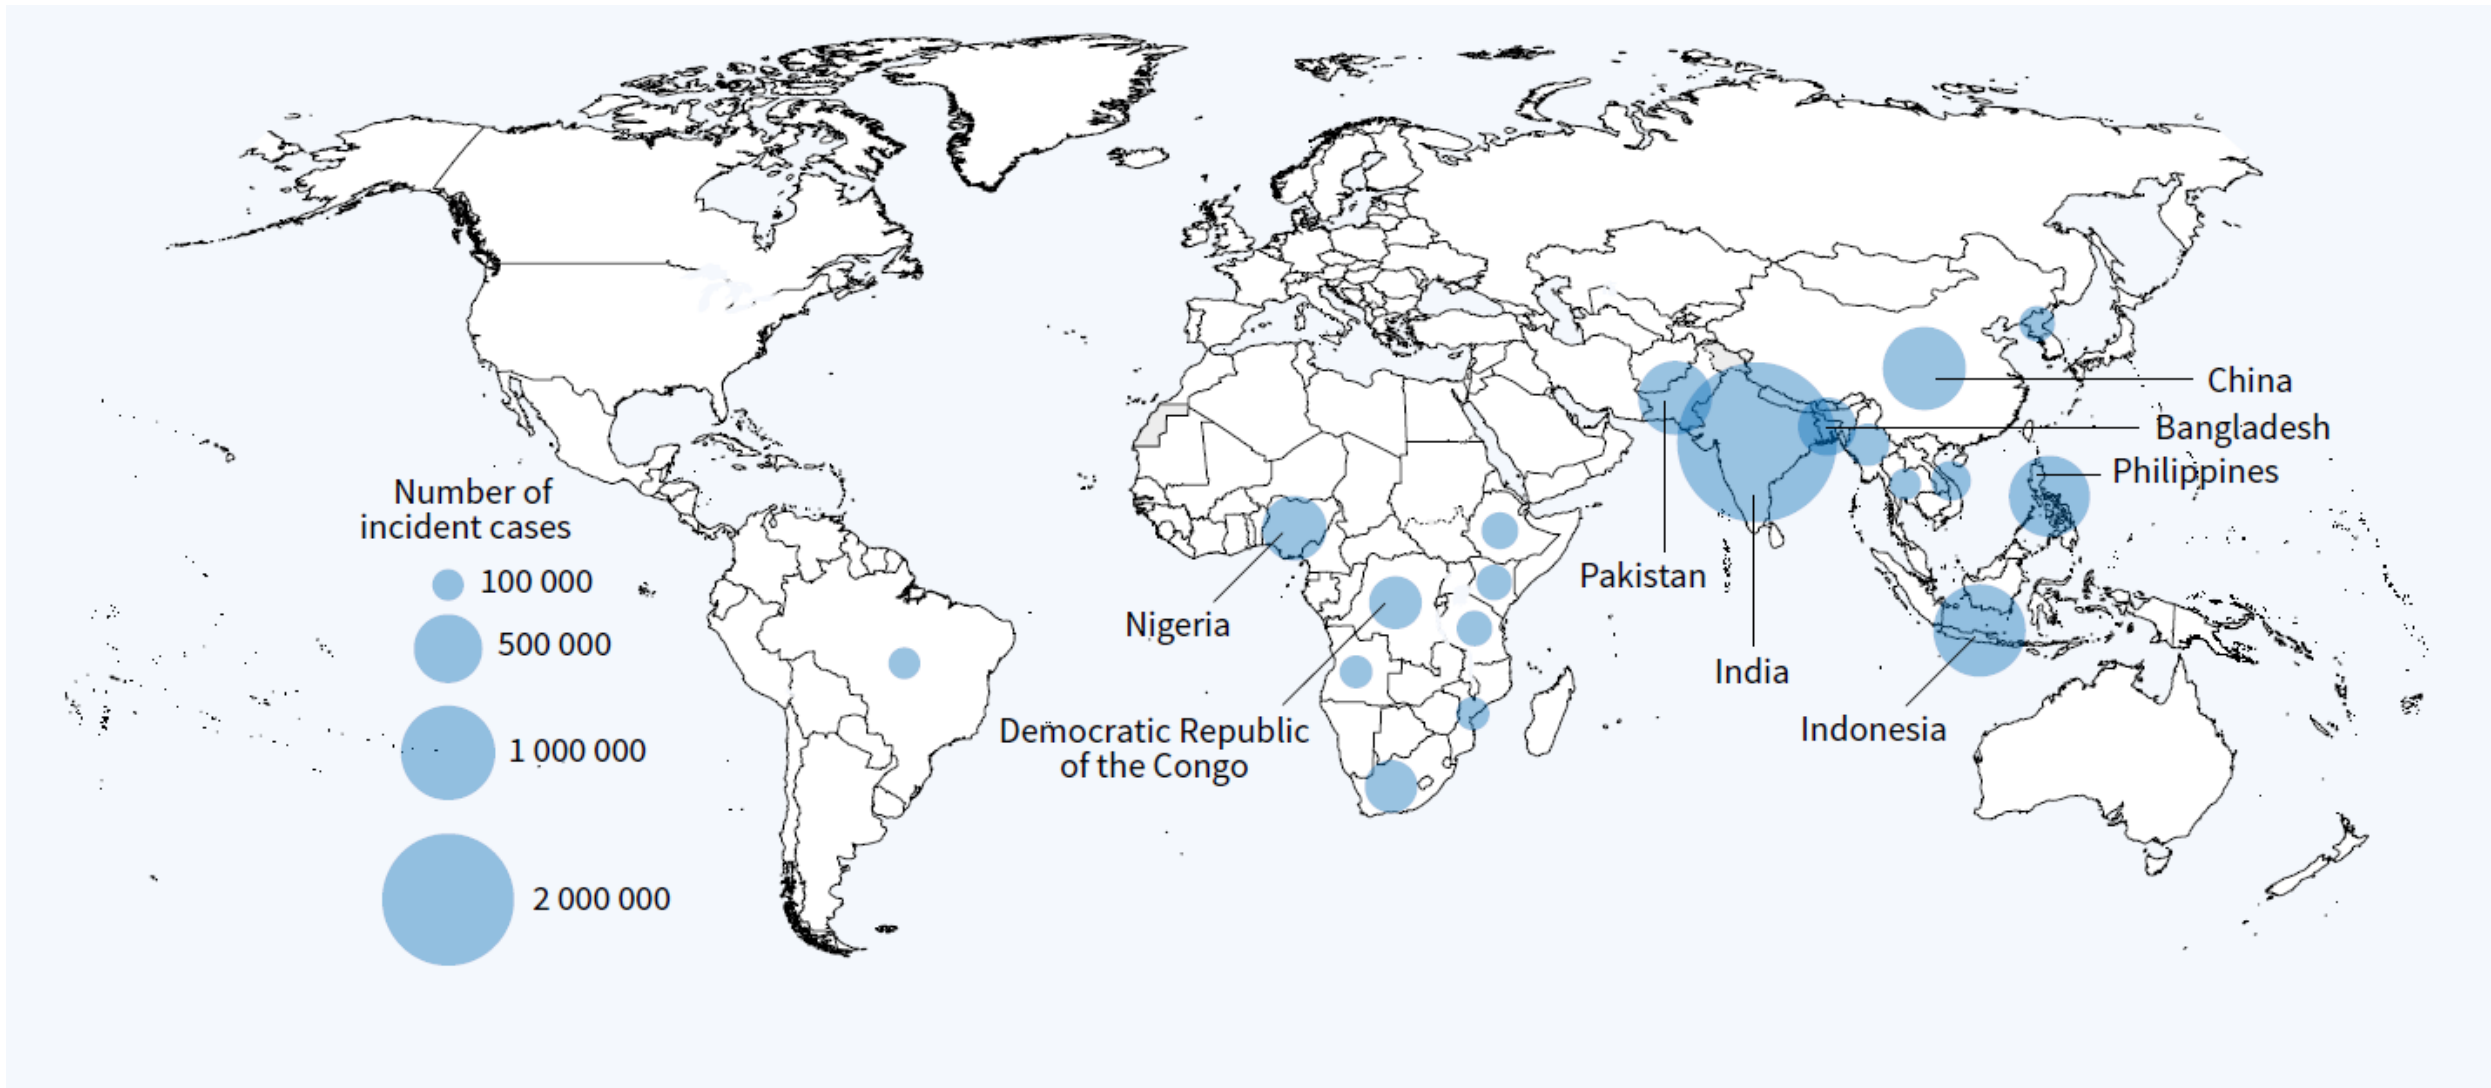 Number of
incident cases
100 000
500 000
1 000 000
2 000 000
China
Bangladesh
Philippines
Pakistan
Nigeria
India
Indonesia
Democratic Republic
of the Congo